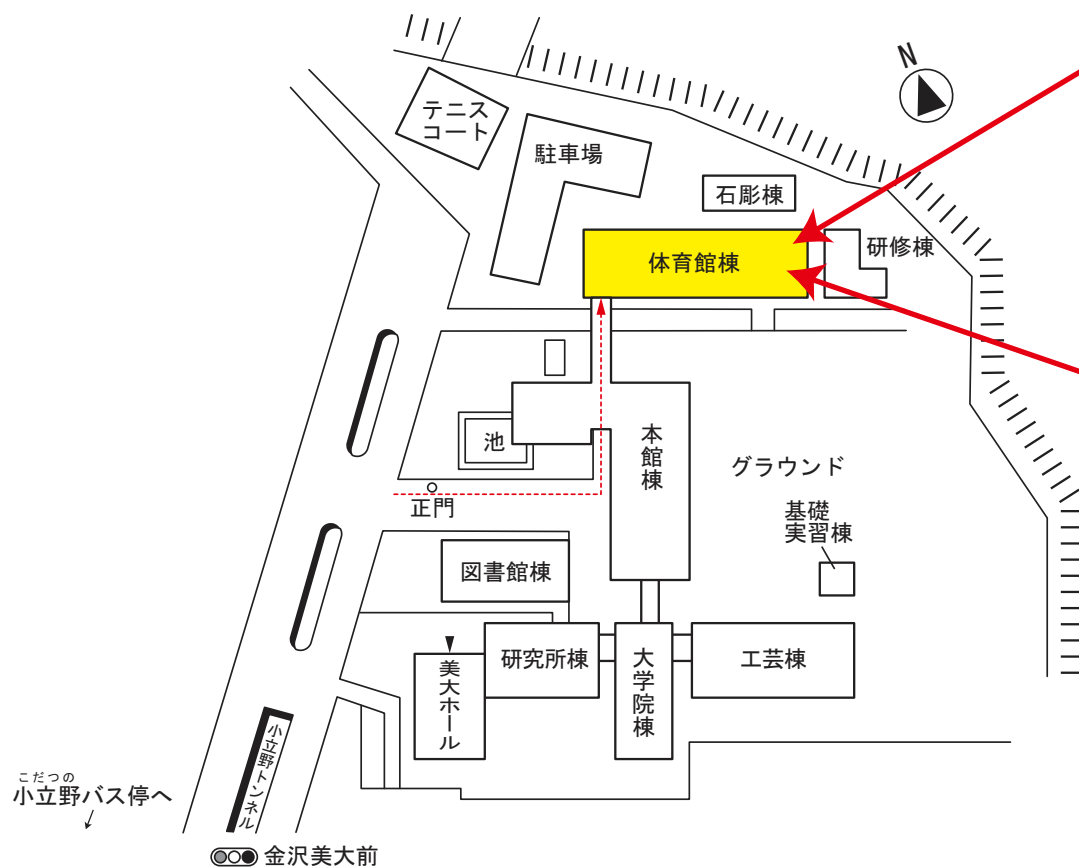 N
テニス
コート
駐車場
石彫棟
体育館棟
研修棟
池
本館棟
グラウンド
正門
基礎
実習棟
図書館棟
研究所棟
大学院棟
工芸棟
美大ホール
小立野トンネル
こだつの
小立野バス停へ
金沢美大前